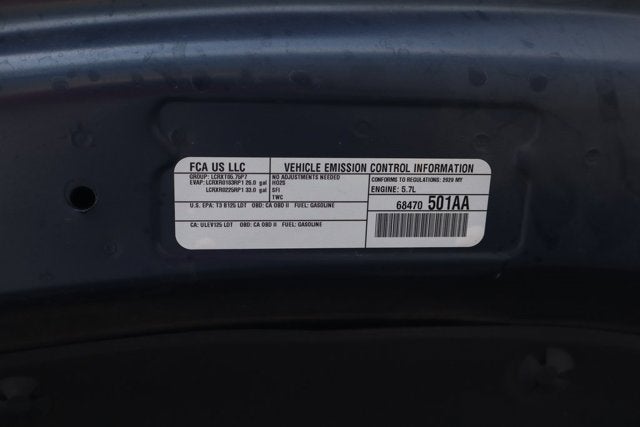 FCA US LLC
VEHICLE EMISSION CONTROL INFORMATION
GROUP: LCRXT05.75P7
EVAP: LCRXR0193RP1 26.0 gal
LCRXR0225RP1 33.0 gal
NO ADJUSTMENTS NEEDED
HO2S
SFI
TWC
CONFORMS TO REGULATIONS: 2020 MY
ENGINE: 5.7L
U.S. EPA: T3 B125 LDT OBD: CA OBD II FUEL: GASOLINE
CA: ULEV125 LDT OBD: CA OBD II FUEL: GASOLINE
68470 501AA